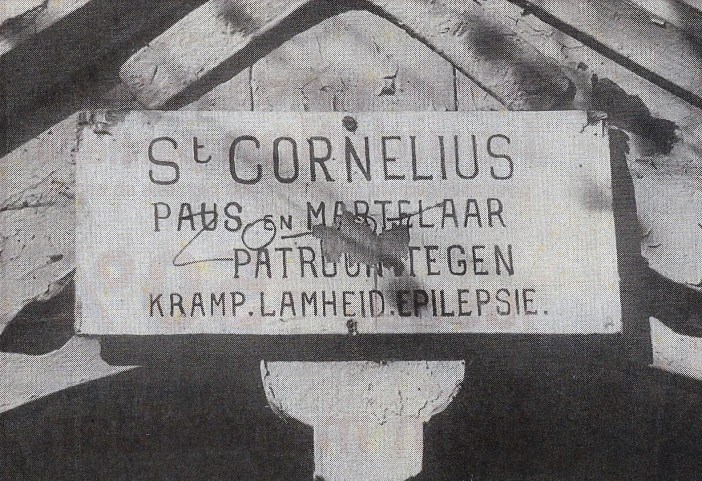 St CORNELIUS
PAUS EN MARTELAAR
PATROON TEGEN
KRAMP. LAMHEID. EPILEPSIE.